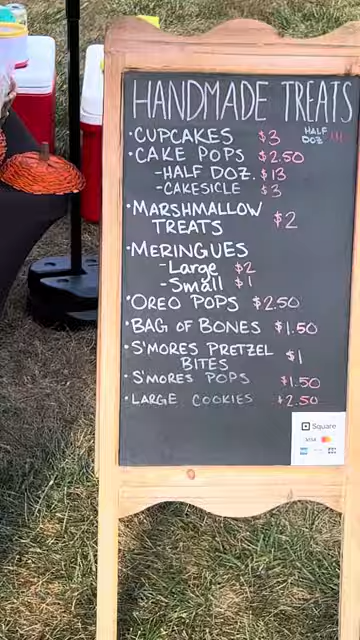 HANDMADE TREATS
•CUPCAKES $3 HALF DOZ
•CAKE POPS $2.50
-HALF DOZ. $13
-CAKESICLE $3
•MARSHMALLOW TREATS $2
•MERINGUES
-Large $2
-Small $1
•OREO POPS $2.50
•BAG OF BONES $1.50
•S'MORES PRETZEL BITES $1
•S'MORES POPS $1.50
•LARGE COOKIES $2.50
Square
VISA